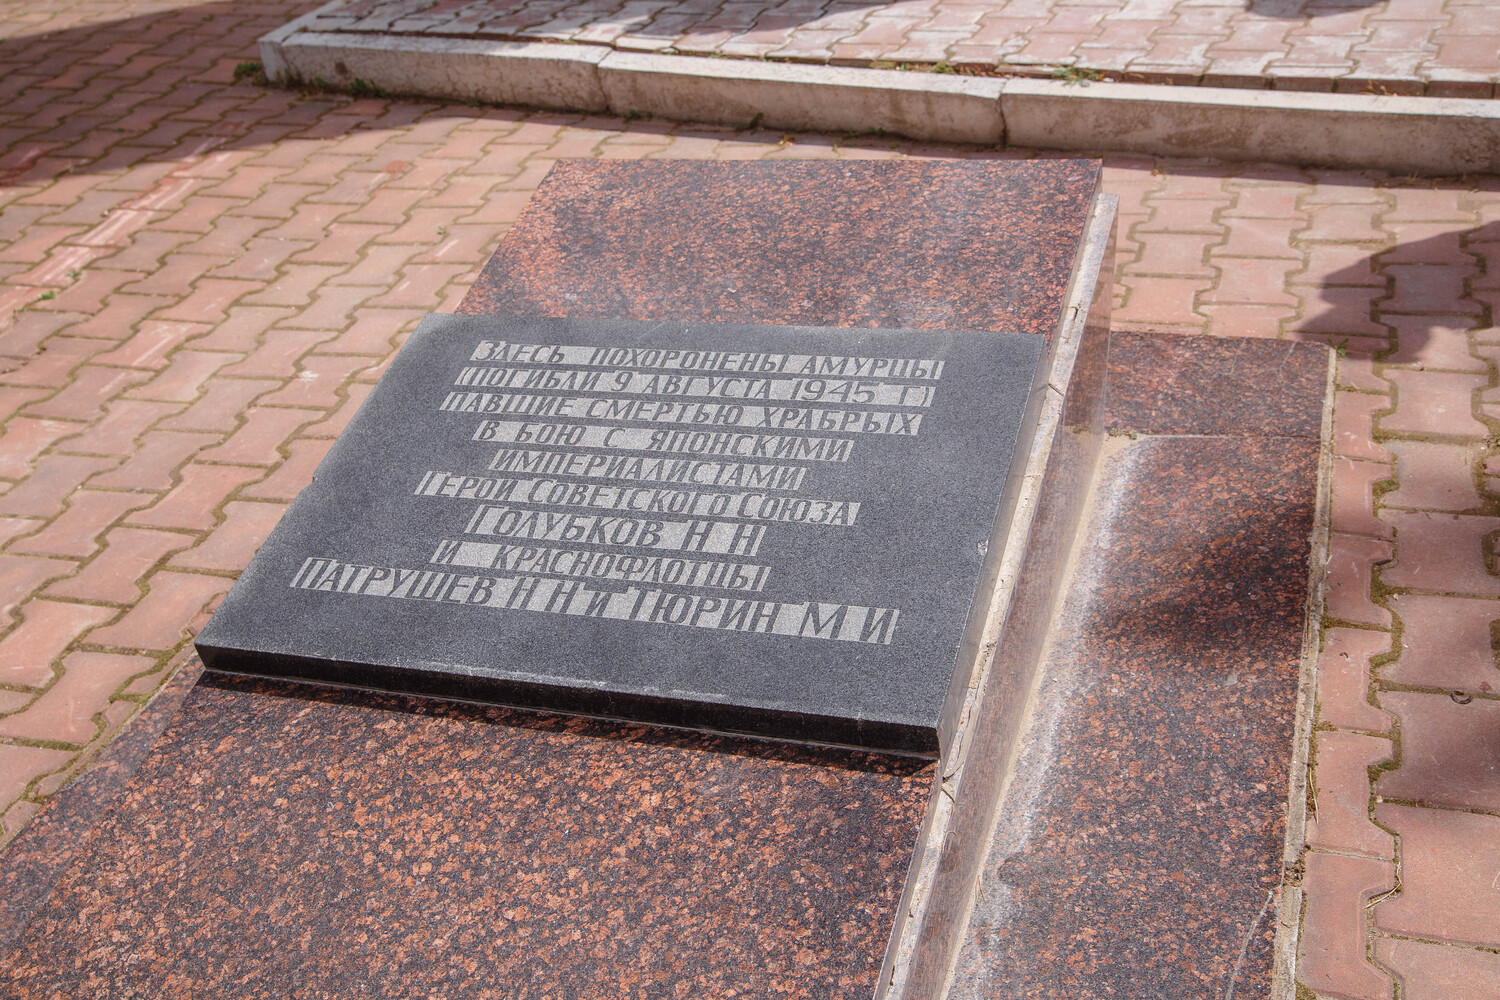 Здесь похоронены амурцы
(погибли 9 августа 1945 г.)
павшие смертью храбрых
в бою с японскими
империалистами
Герой Советского Союза
Голубков Н Н
и краснофлотцы
Патрушев Н Н и Тюрин М И